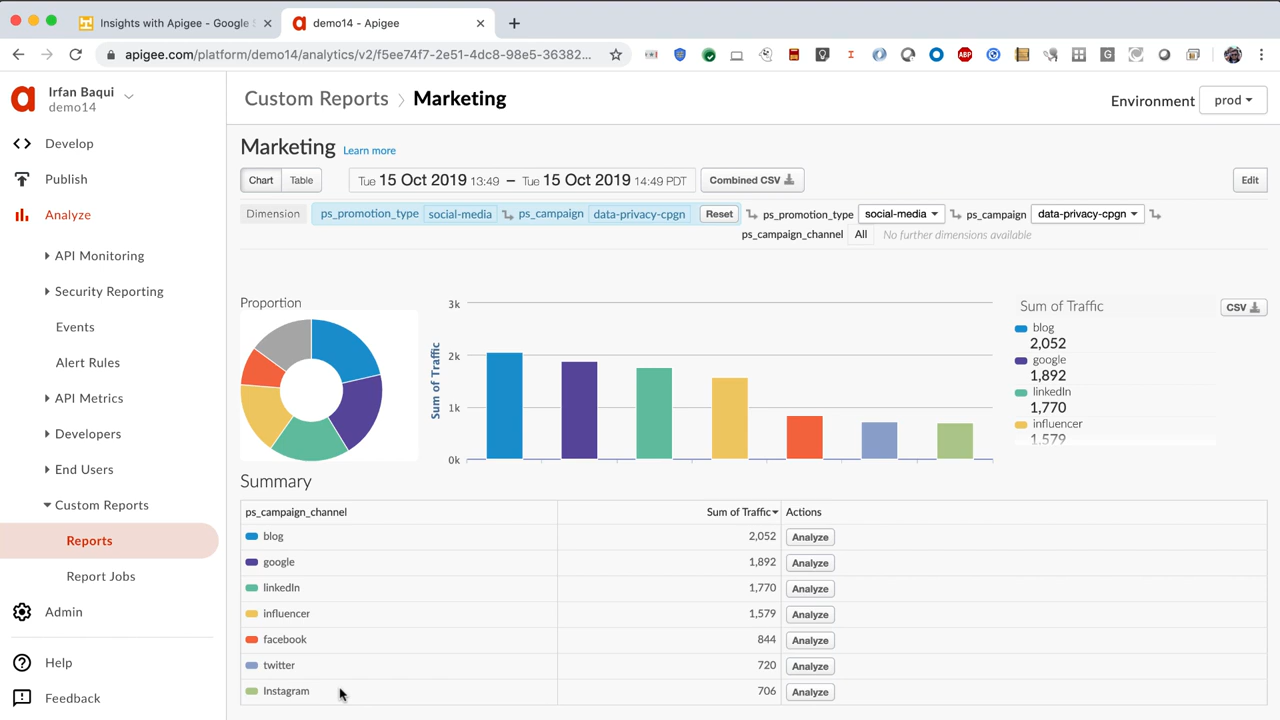 Insights with Apigee - Google
demo14 - Apigee
apigee.com/platform/demo14/analytics/v2/f5ee74f7-2e51-4dc8-98e5-36382...
ABP
G
Irfan Baqui
demo14
Develop
Publish
Analyze
API Monitoring
Security Reporting
Events
Alert Rules
API Metrics
Developers
End Users
Custom Reports
Reports
Report Jobs
Admin
Help
Feedback
Custom Reports > Marketing
Environment prod
Marketing Learn more
Chart Table Tue 15 Oct 2019 13:49 – Tue 15 Oct 2019 14:49 PDT Combined CSV Edit
Dimension ps_promotion_type social-media ps_campaign data-privacy-cpgn Reset ps_promotion_type social-media ps_campaign data-privacy-cpgn
ps_campaign_channel All No further dimensions available
Proportion
Sum of Traffic
3k
2k
1k
0k
Sum of Traffic CSV
blog
2,052
google
1,892
linkedIn
1,770
influencer
1,579
Summary
ps_campaign_channel Sum of Traffic Actions
blog 2,052 Analyze
google 1,892 Analyze
linkedIn 1,770 Analyze
influencer 1,579 Analyze
facebook 844 Analyze
twitter 720 Analyze
Instagram 706 Analyze